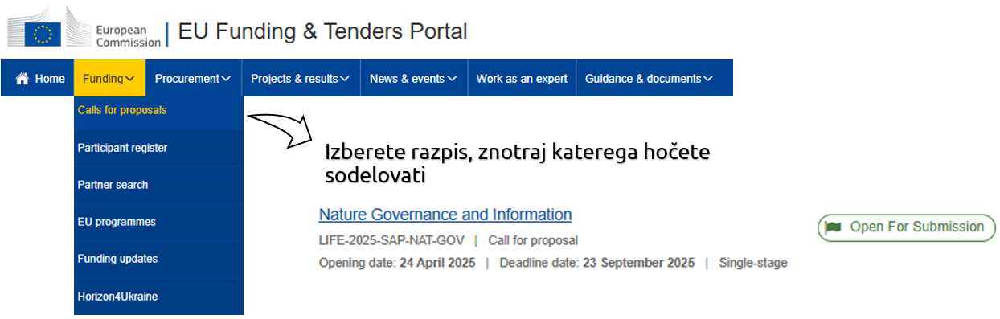 European
Commission
EU Funding & Tenders Portal
Home
Funding
Procurement
Projects & results
News & events
Work as an expert
Guidance & documents
Calls for proposals
Participant register
Partner search
EU programmes
Funding updates
Horizon4Ukraine
Izberete razpis, znotraj katerega hočete
sodelovati
Nature Governance and Information
LIFE-2025-SAP-NAT-GOV | Call for proposal
Opening date: 24 April 2025 | Deadline date: 23 September 2025 | Single-stage
Open For Submission